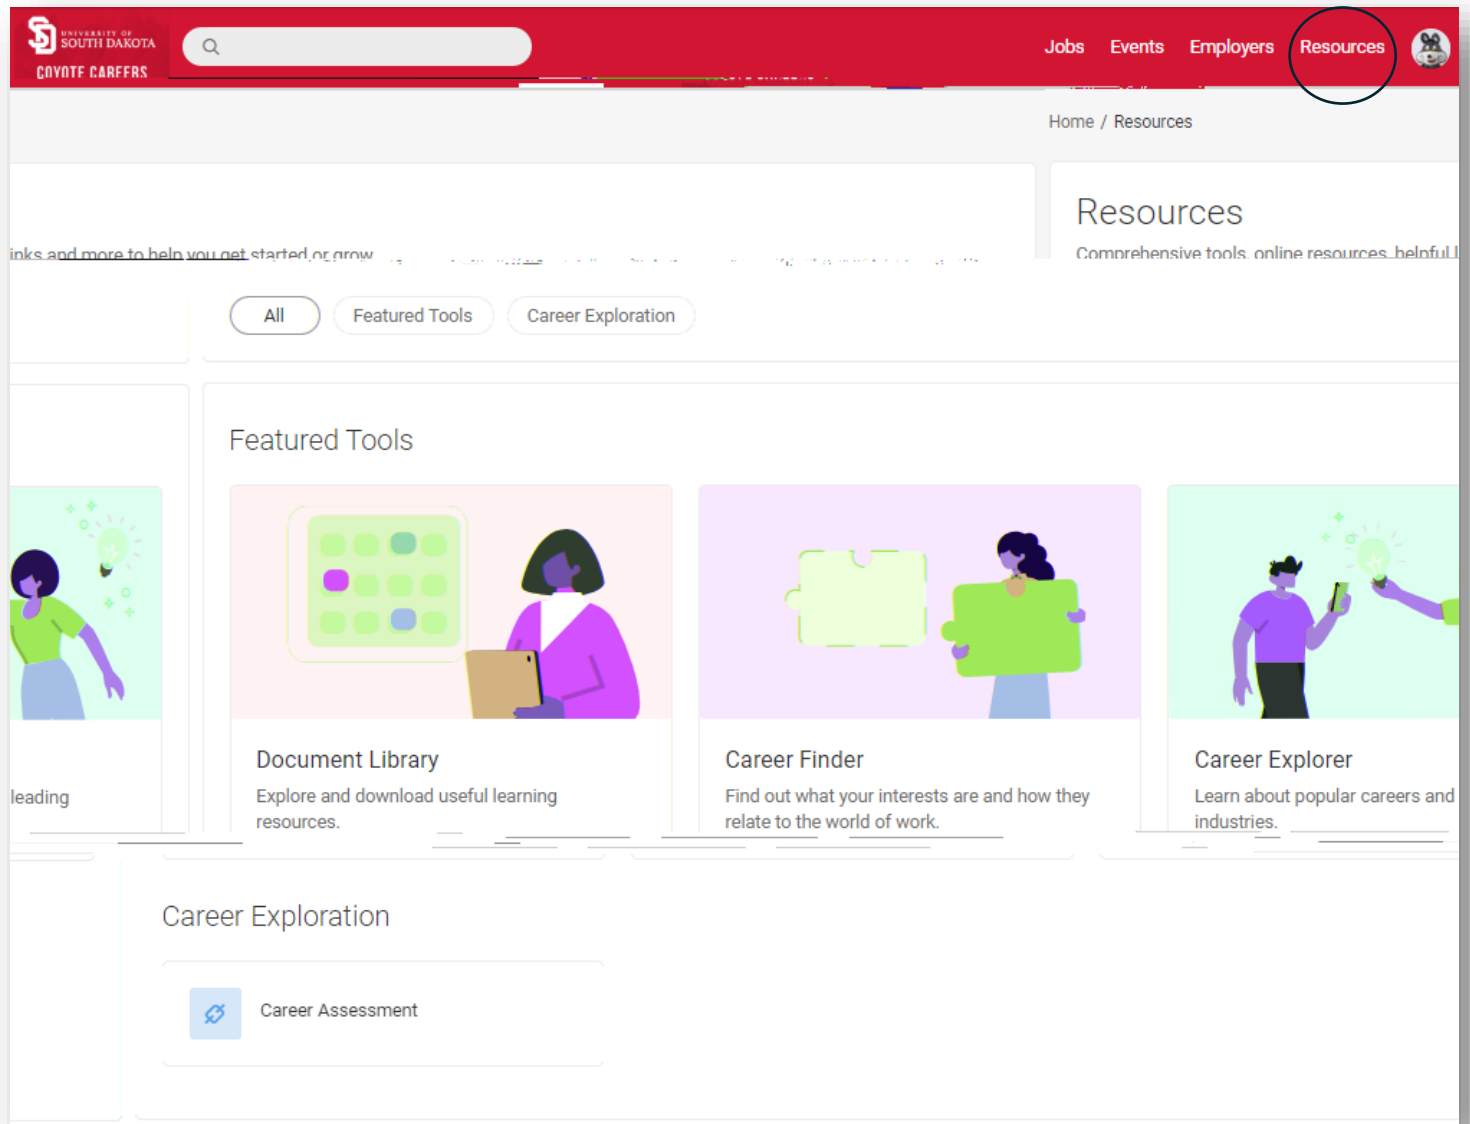 UNIVERSITY OF
SOUTH DAKOTA
COYOTE CAREERS
Jobs Events Employers Resources
Home / Resources
Resources
inks and more to help you get started or grow
Comprehensive tools, online resources, helpful l
All Featured Tools Career Exploration
Featured Tools
Document Library
Career Finder
Career Explorer
leading
Explore and download useful learning
resources.
Find out what your interests are and how they
relate to the world of work.
Learn about popular careers and
industries.
Career Exploration
Career Assessment